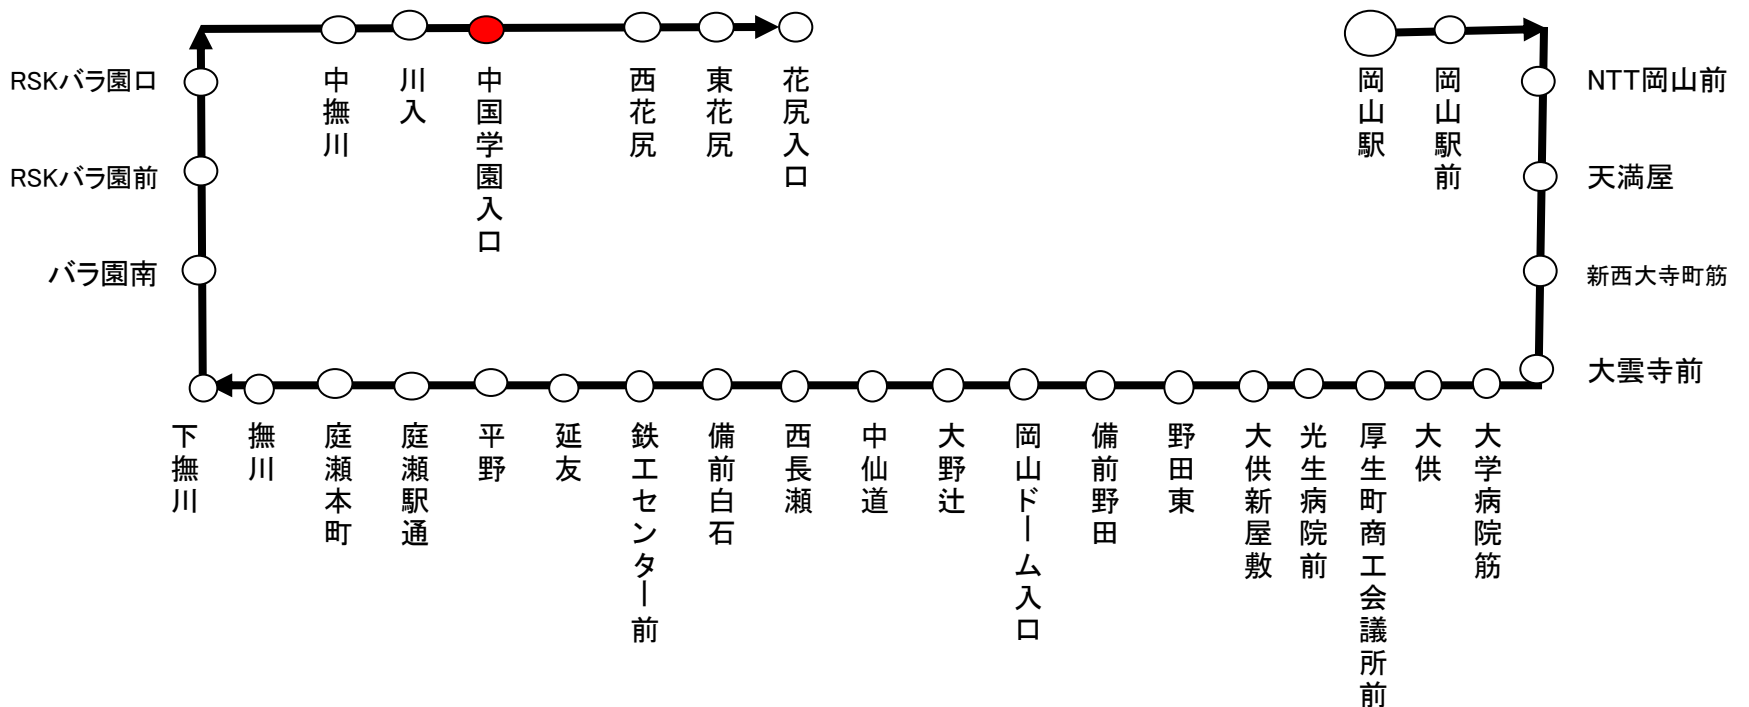 RSKバラ園口
RSKバラ園前
バラ園南
中撫川
川入
中国学園入口
西花尻
東花尻
花尻入口
岡山駅
岡山駅前
NTT岡山前
天満屋
新西大寺町筋
大雲寺前
下撫川
撫川
庭瀬本町
庭瀬駅通
平野
延友
鉄工センター前
備前白石
西長瀬
中仙道
大野辻
岡山ドーム入口
備前野田
野田東
大供新屋敷
光生病院前
厚生町商工会議所前
大供
大学病院筋